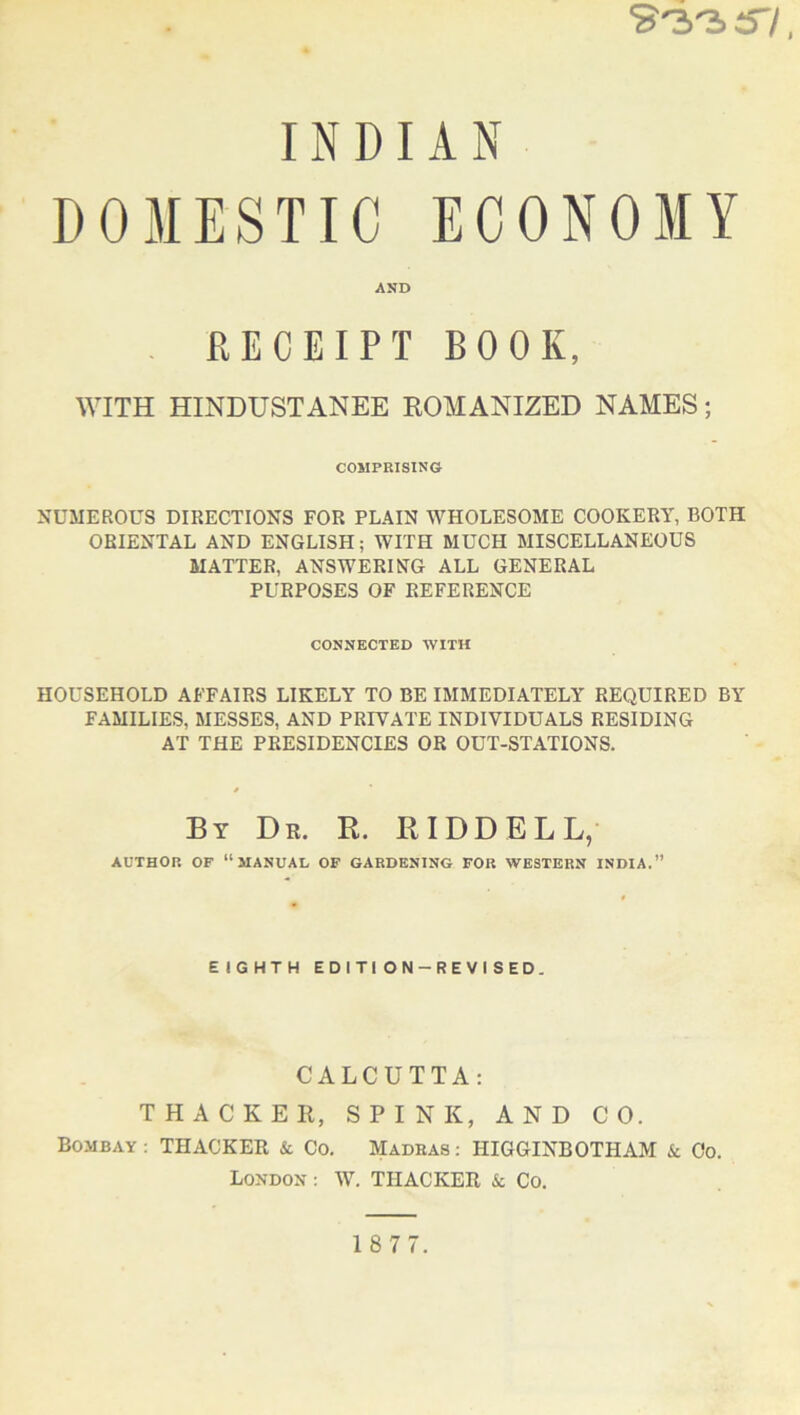 83351,
INDIAN
DOMESTIC ECONOMY
AND
RECEIPT BOOK,
WITH HINDUSTANEE ROMANIZED NAMES;
COMPRISING
NUMEROUS DIRECTIONS FOR PLAIN WHOLESOME COOKERY, BOTH
ORIENTAL AND ENGLISH; WITH MUCH MISCELLANEOUS
MATTER, ANSWERING ALL GENERAL
PURPOSES OF REFERENCE
CONNECTED WITH
HOUSEHOLD AFFAIRS LIKELY TO BE IMMEDIATELY REQUIRED BY
FAMILIES, MESSES, AND PRIVATE INDIVIDUALS RESIDING
AT THE PRESIDENCIES OR OUT-STATIONS.
BY DR. R. RIDDELL,
AUTHOR OF "MANUAL OF GARDENING FOR WESTERN INDIA."
EIGHTH EDITION—REVISED.
CALCUTTA:
THACKER, SPINK, AND CO.
BOMBAY: THACKER & Co. MADRAS: HIGGINBOTHAM & Co.
LONDON: W. THACKER & Co.
1877.